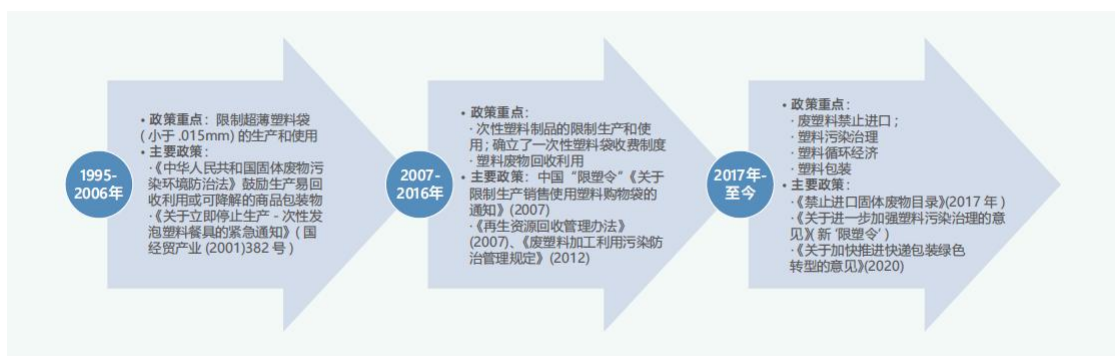 1995-
2006年
• 政策重点：限制超薄塑料袋
(小于 .015mm) 的生产和使用
• 主要政策：
·《中华人民共和国固体废物污
染环境防治法》鼓励生产易回
收利用或可降解的商品包装物
·《关于立即停止生产 - 次性发
泡塑料餐具的紧急通知》( 国
经贸产业 (2001)382 号 )
2007-
2016年
• 政策重点：
· 次性塑料制品的限制生产和使
用；确立了一次性塑料袋收费制度
· 塑料废物回收利用
• 主要政策：中国 “限塑令”《关于
限制生产销售使用塑料购物袋的
通知》(2007)
·《再生资源回收管理办法》
(2007)、《废塑料加工利用污染防
治管理规定》(2012)
2017年-
至今
• 政策重点：
· 废塑料禁止进口；
· 塑料污染治理
· 塑料循环经济
· 塑料包装
• 主要政策：
·《禁止进口固体废物目录》(2017 年 )
·《关于进一步加强塑料污染治理的意
见》( 新 ‘限塑令’ )
·《关于加快推进快递包装绿色
转型的意见》(2020)